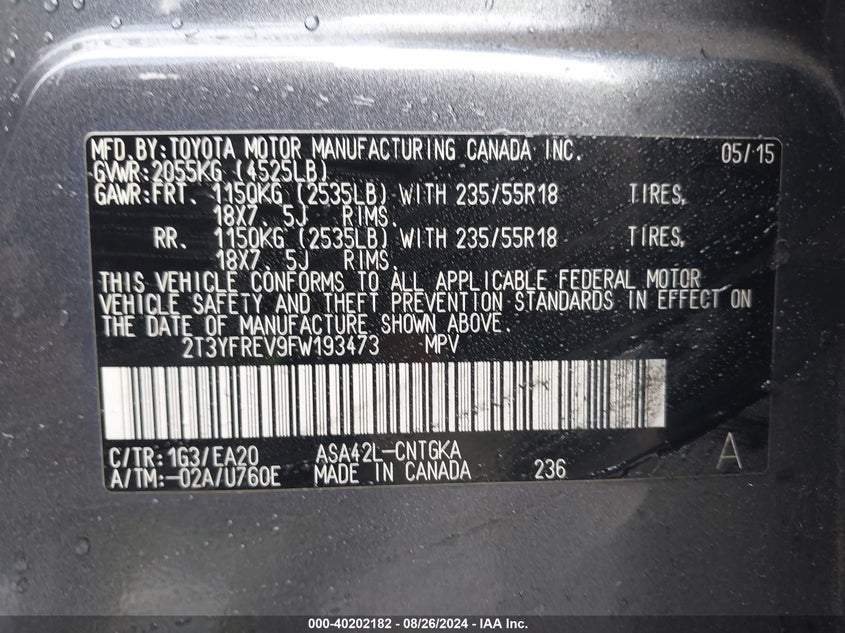 MFD.BY:TOYOTA MOTOR MANUFACTURING CANADA INC. 05/15
GVWR:2055KG (4525LB)
GAWR:FRT. 1150KG (2535LB) WITH 235/55R18 TIRES,
18X7. 5J RIMS.
RR. 1150KG (2535LB) WITH 235/55R18 TIRES,
18X7. 5J RIMS.
THIS VEHICLE CONFORMS TO ALL APPLICABLE FEDERAL MOTOR
VEHICLE SAFETY AND THEFT PREVENTION STANDARDS IN EFFECT ON
THE DATE OF MANUFACTURE SHOWN ABOVE.
2T3YFREV9FW193473 MPV
C/TR:1G3/EA20 ASA42L-CNTGKA
A/TM:-02A/U760E MADE IN CANADA 236 A
000-40202182 - 08/26/2024 - IAA Inc.